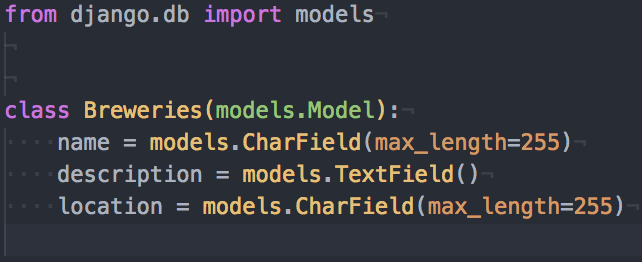 from django.db import models
class Breweries(models.Model):
    name = models.CharField(max_length=255)
    description = models.TextField()
    location = models.CharField(max_length=255)